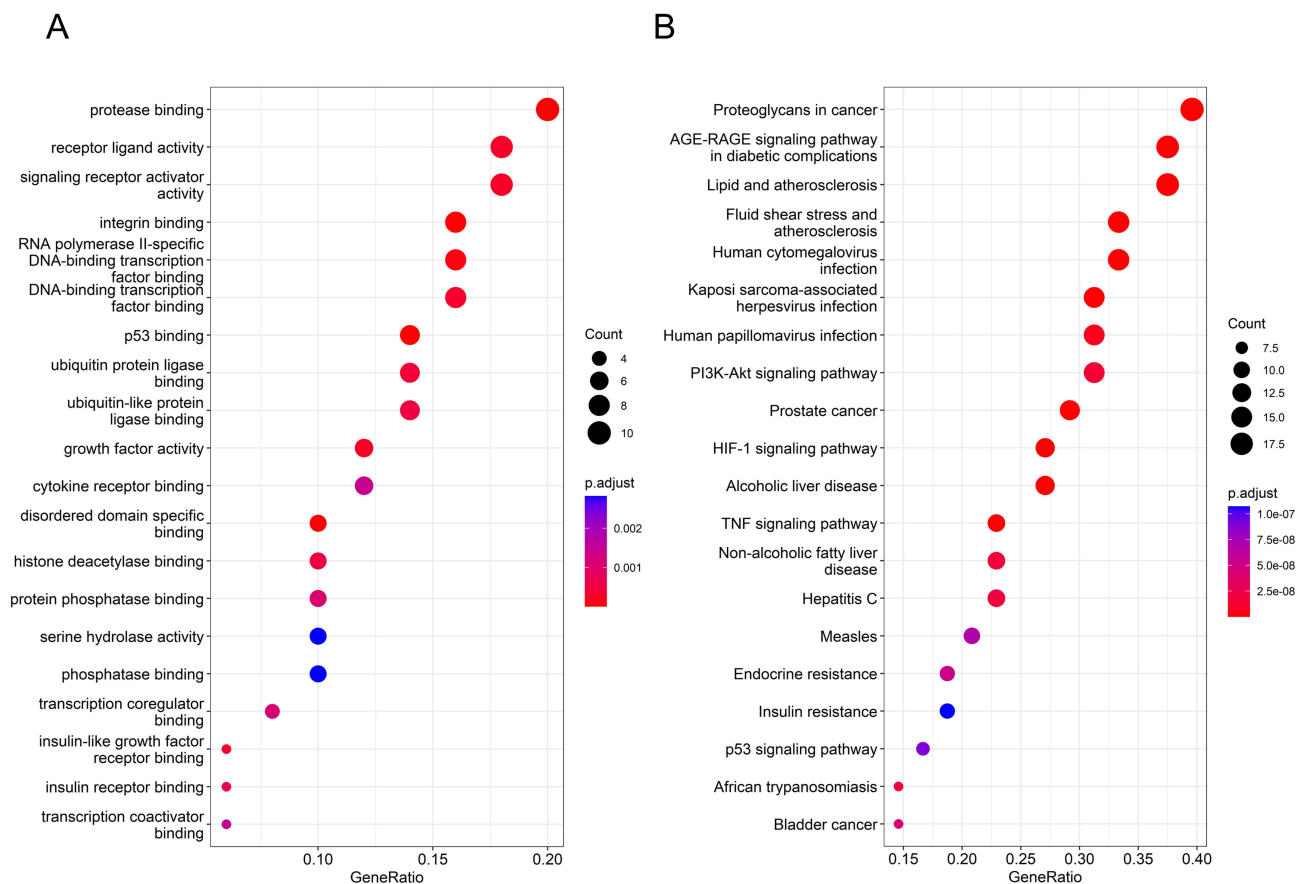 A
protease binding
receptor ligand activity
signaling receptor activator
activity
integrin binding
RNA polymerase II-specific
DNA-binding transcription
factor binding
DNA-binding transcription
factor binding
p53 binding
ubiquitin protein ligase
binding
ubiquitin-like protein
ligase binding
growth factor activity
cytokine receptor binding
disordered domain specific
binding
histone deacetylase binding
protein phosphatase binding
serine hydrolase activity
phosphatase binding
transcription coregulator
binding
insulin-like growth factor
receptor binding
insulin receptor binding
transcription coactivator
binding
0.10
0.15
0.20
GeneRatio
Count
4
6
8
10
p.adjust
0.002
0.001
B
Proteoglycans in cancer
AGE-RAGE signaling pathway
in diabetic complications
Lipid and atherosclerosis
Fluid shear stress and
atherosclerosis
Human cytomegalovirus
infection
Kaposi sarcoma-associated
herpesvirus infection
Human papillomavirus infection
PI3K-Akt signaling pathway
Prostate cancer
HIF-1 signaling pathway
Alcoholic liver disease
TNF signaling pathway
Non-alcoholic fatty liver
disease
Hepatitis C
Measles
Endocrine resistance
Insulin resistance
p53 signaling pathway
African trypanosomiasis
Bladder cancer
0.15
0.20
0.25
0.30
0.35
0.40
GeneRatio
Count
7.5
10.0
12.5
15.0
17.5
p.adjust
1.0e-07
7.5e-08
5.0e-08
2.5e-08